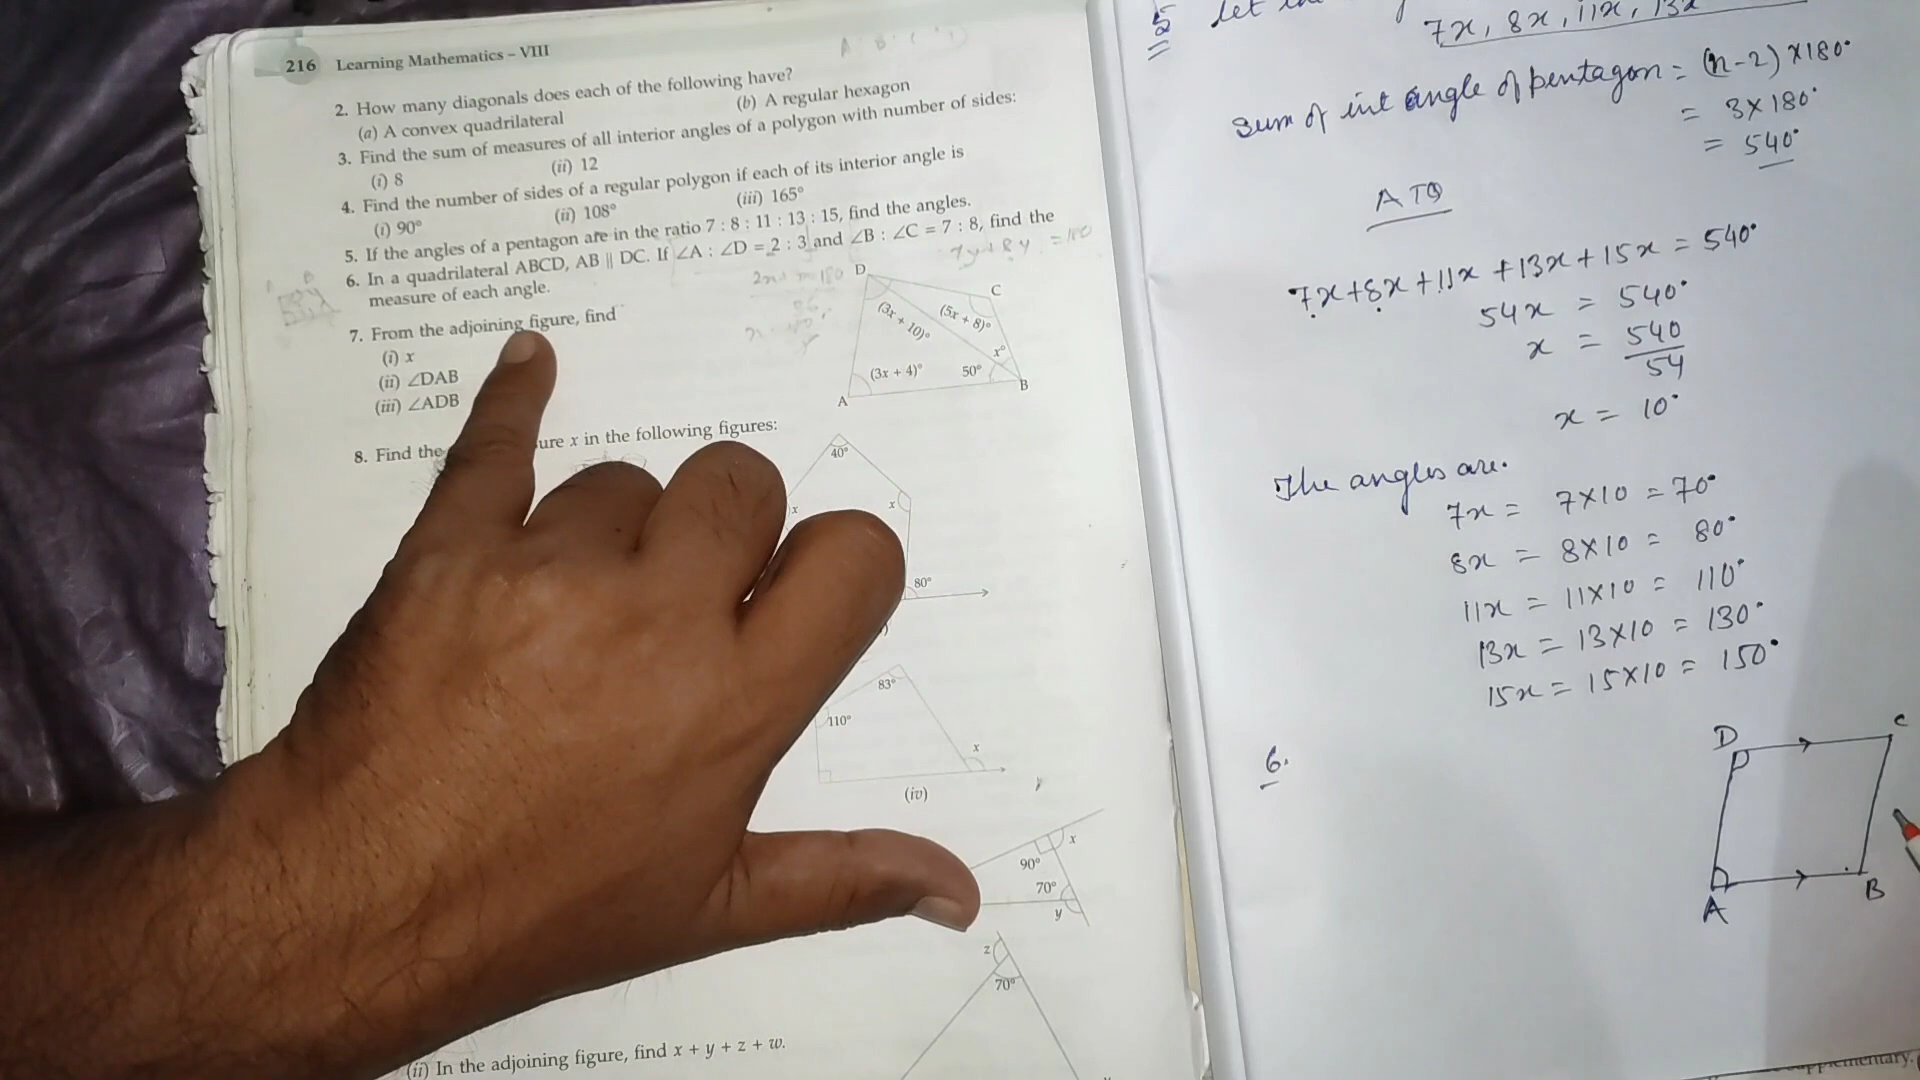 216 Learning Mathematics – VIII
2. How many diagonals does each of the following have?
(a) A convex quadrilateral (b) A regular hexagon
3. Find the sum of measures of all interior angles of a polygon with number of sides:
(i) 8 (ii) 12
4. Find the number of sides of a regular polygon if each of its interior angle is
(i) 90° (ii) 108° (iii) 165°
5. If the angles of a pentagon are in the ratio 7 : 8 : 11 : 13 : 15, find the angles.
6. In a quadrilateral ABCD, AB || DC. If ∠A : ∠D = 2 : 3 and ∠B : ∠C = 7 : 8, find the
measure of each angle.
7y + 8y = 180
7. From the adjoining figure, find
(i) x
(ii) ∠DAB
(iii) ∠ADB
D
C
(3x + 10)°
(5x + 8)°
x°
(3x + 4)°
50°
A
B
8. Find the
ure x in the following figures:
40°
x
x
80°
83°
110°
x
(iv)
x
90°
70°
y
z
70°
(ii) In the adjoining figure, find x + y + z + w.
5 let
7x, 8x, 11x, 13x
Sum of int angle of pentagon = (n-2) × 180°
= 3 × 180°
= 540°
ATQ
7x + 8x + 11x + 13x + 15x = 540°
54x = 540°
x = 540
54
x = 10°
The angles are.
7x = 7×10 = 70°
8x = 8×10 = 80°
11x = 11×10 = 110°
13x = 13×10 = 130°
15x = 15×10 = 150°
6.
D
C
A
B